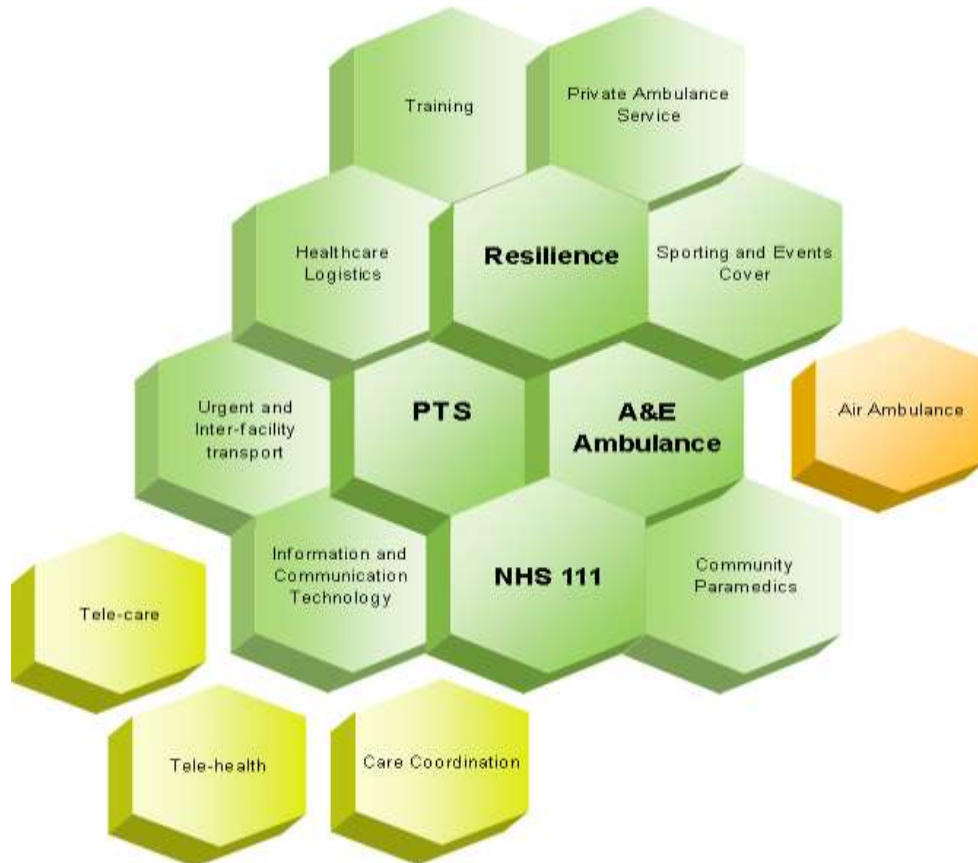 Training
Private Ambulance
Service
Healthcare
Logistics
Resilience
Sporting and Events
Cover
Urgent and
Inter-facility
transport
PTS
A&E
Ambulance
Air Ambulance
Information and
Communication
Technology
NHS 111
Community
Paramedics
Tele-care
Tele-health
Care Coordination